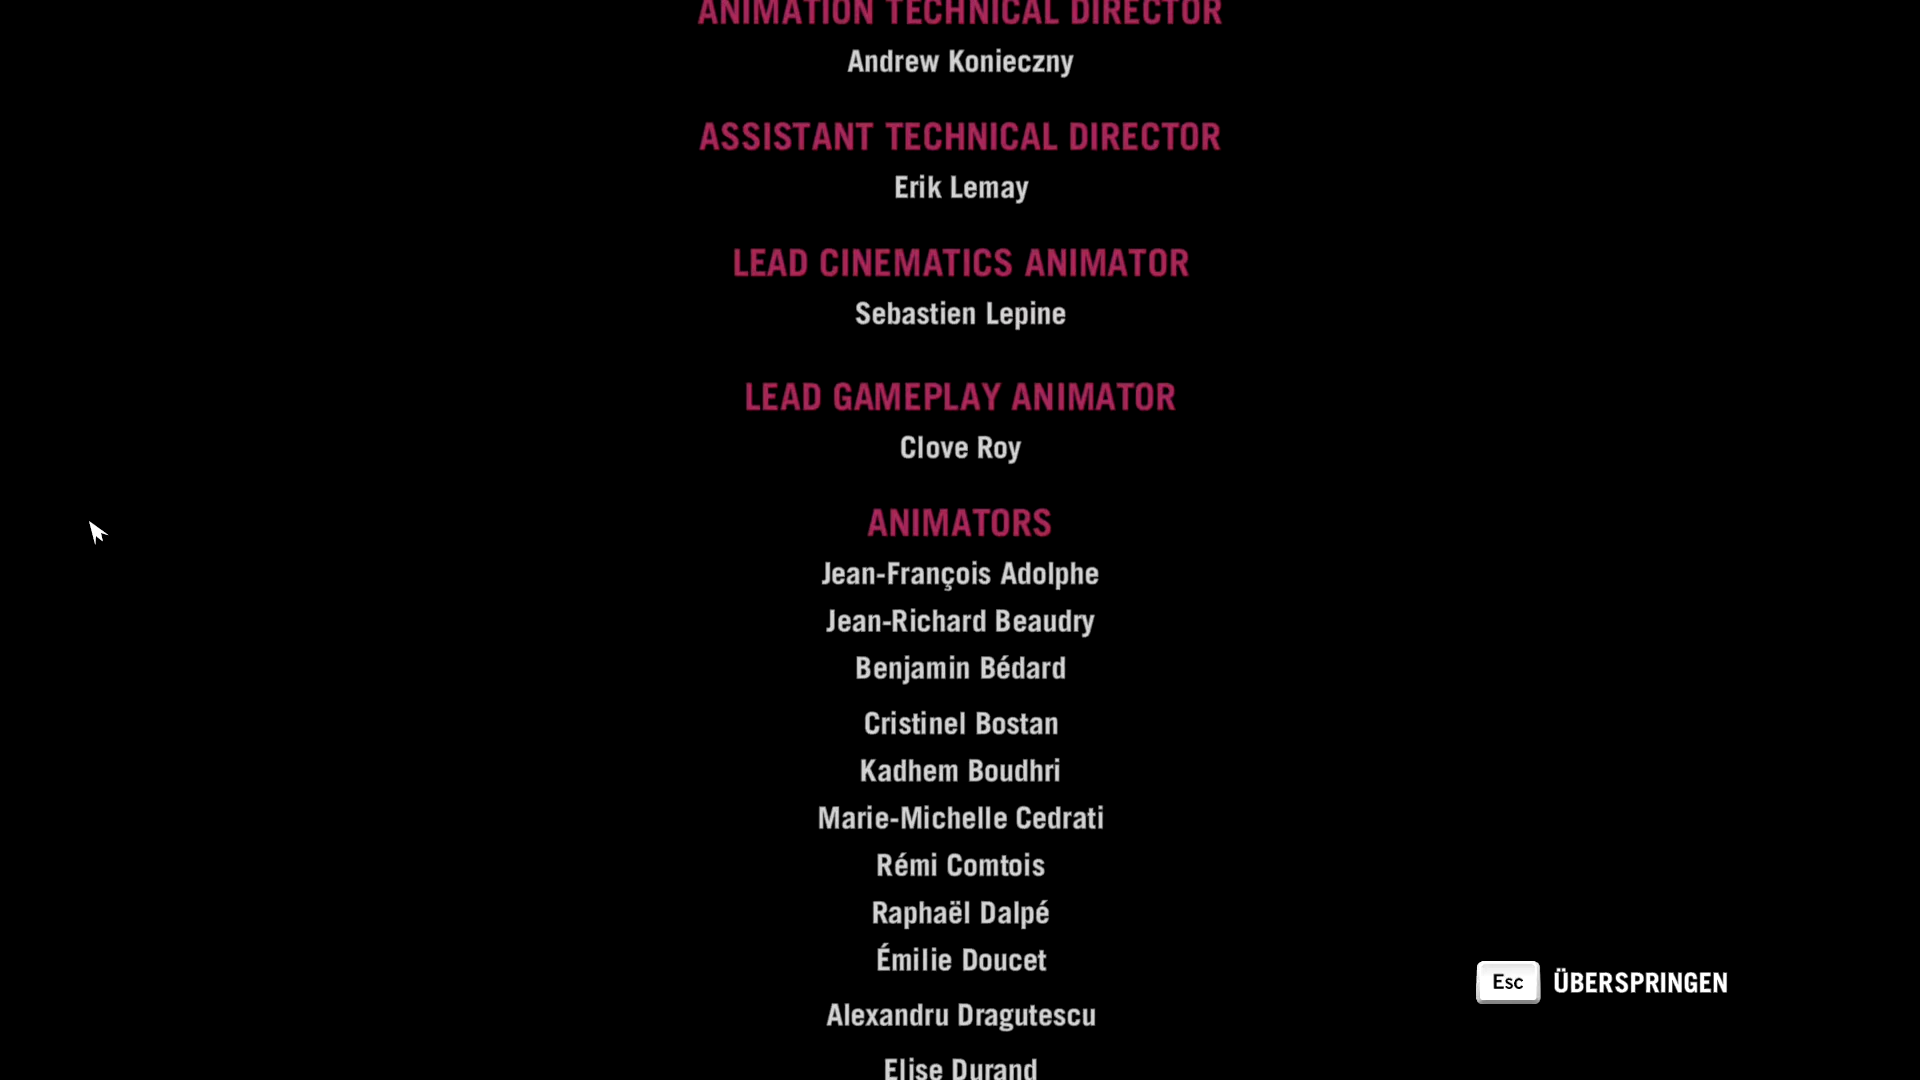 ANIMATION TECHNICAL DIRECTOR
Andrew Konieczny
ASSISTANT TECHNICAL DIRECTOR
Erik Lemay
LEAD CINEMATICS ANIMATOR
Sebastien Lepine
LEAD GAMEPLAY ANIMATOR
Clove Roy
ANIMATORS
Jean-François Adolphe
Jean-Richard Beaudry
Benjamin Bédard
Cristinel Bostan
Kadhem Boudhri
Marie-Michelle Cedrati
Rémi Comtois
Raphaël Dalpé
Émilie Doucet
Alexandru Dragutescu
Elise Durand
Esc ÜBERSPRINGEN